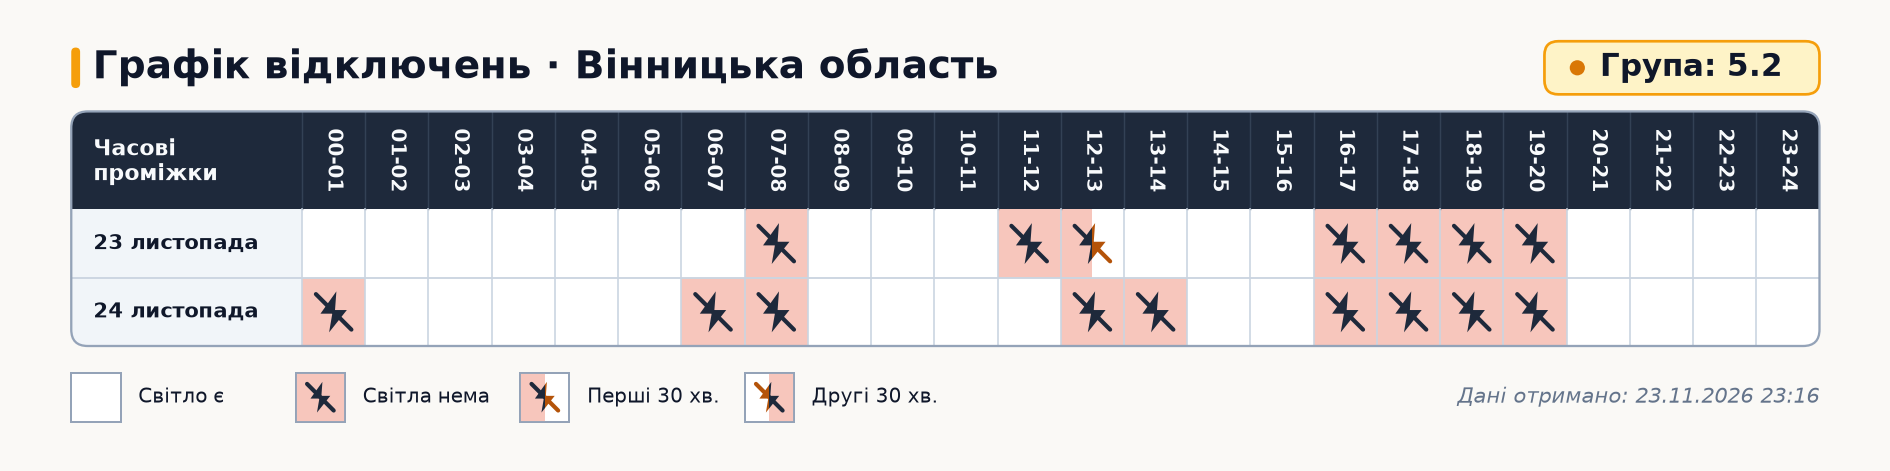 Графік відключень · Вінницька область
Група: 5.2
Часові
проміжки
00-01
01-02
02-03
03-04
04-05
05-06
06-07
07-08
08-09
09-10
10-11
11-12
12-13
13-14
14-15
15-16
16-17
17-18
18-19
19-20
20-21
21-22
22-23
23-24
23 листопада
24 листопада
Світло є
Світла нема
Перші 30 хв.
Другі 30 хв.
Дані отримано: 23.11.2026 23:16